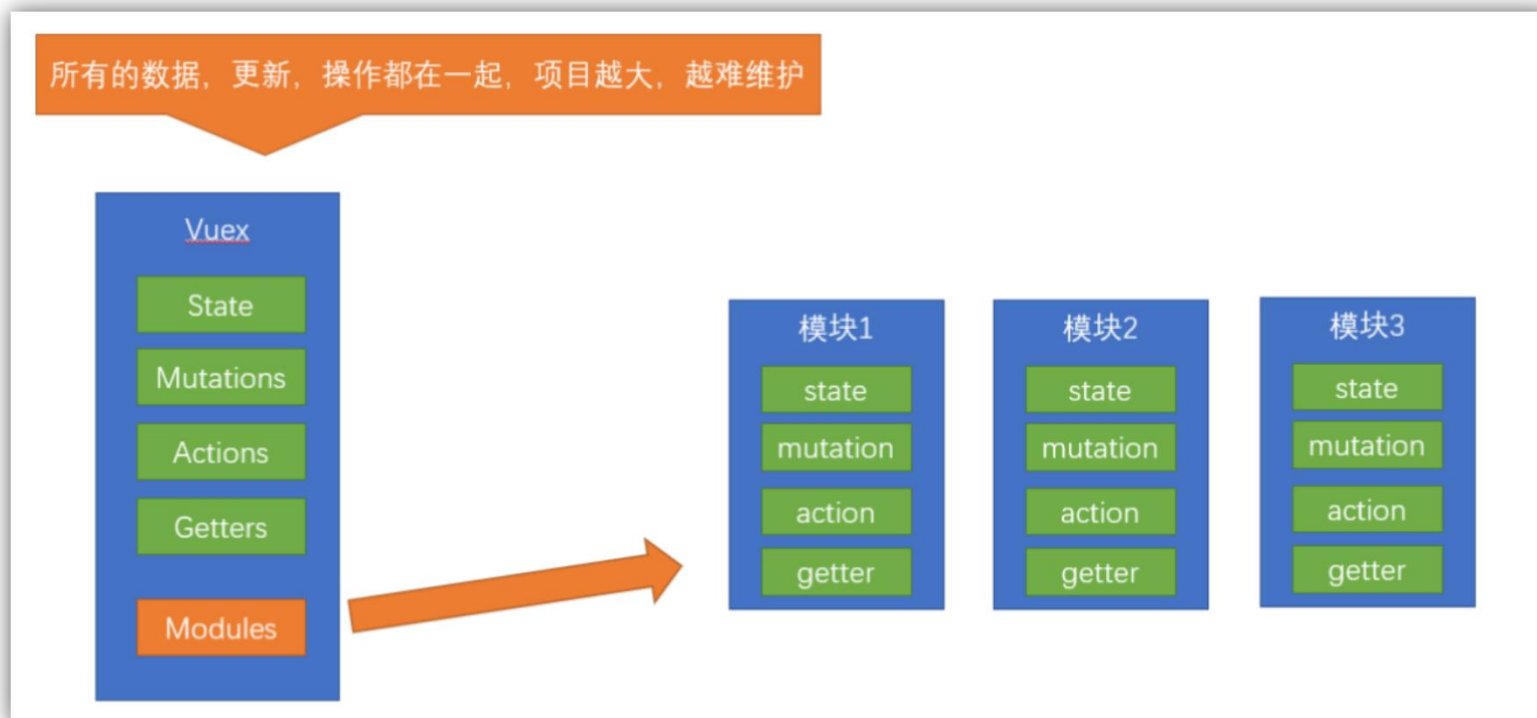 所有的数据，更新，操作都在一起，项目越大，越难维护
Vuex
State
Mutations
Actions
Getters
Modules
模块1
state
mutation
action
getter
模块2
state
mutation
action
getter
模块3
state
mutation
action
getter